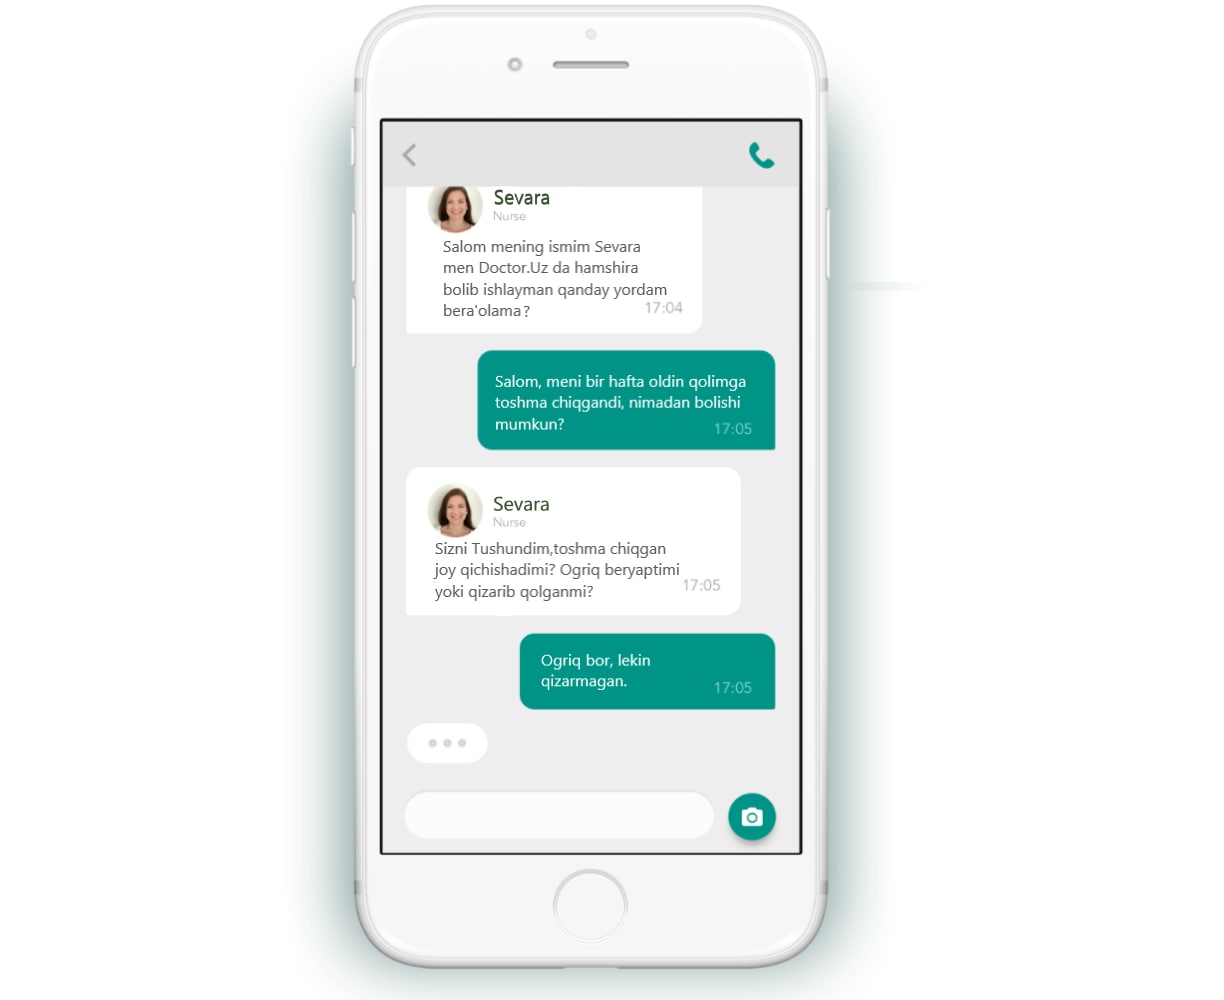 Sevara
Nurse
Salom mening ismim Sevara
men Doctor.Uz da hamshira
bolib ishlayman qanday yordam
bera'olama?
17:04
Salom, meni bir hafta oldin qolimga
toshma chiqgandi, nimadan bolishi
mumkun?
17:05
Sevara
Nurse
Sizni Tushundim,toshma chiqgan
joy qichishadimi? Ogriq beryaptimi
yoki qizarib qolganmi?
17:05
Ogriq bor, lekin
qizarmagan.
17:05